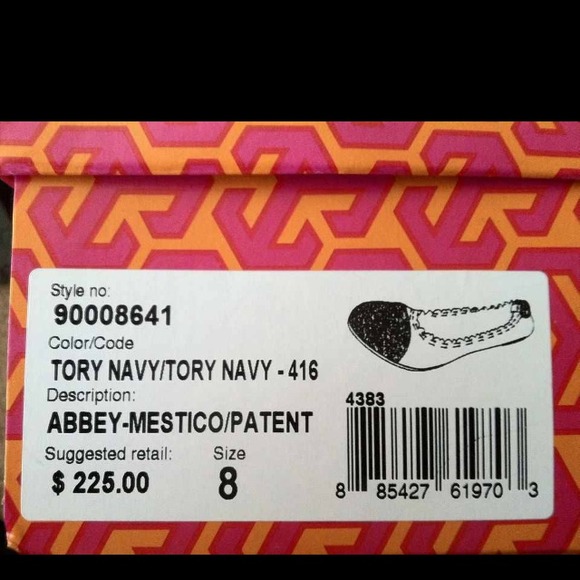 Style no:
90008641
Color/Code
TORY NAVY/TORY NAVY - 416
Description:
ABBEY-MESTICO/PATENT
Suggested retail: Size
$ 225.00 8
4383
8 85427 61970 3